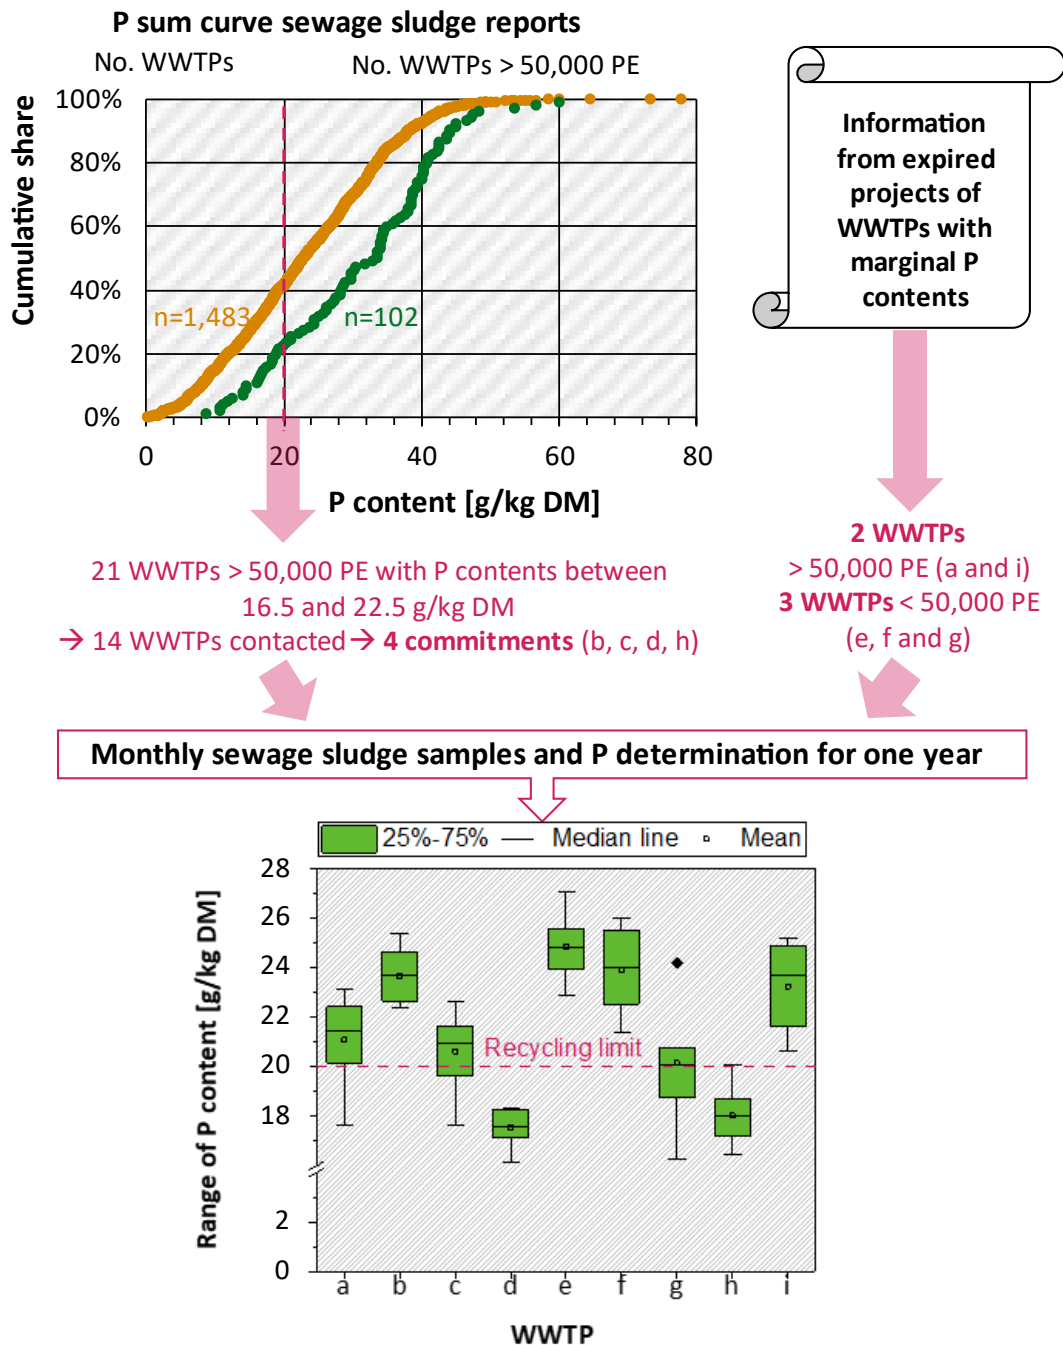 P sum curve sewage sludge reports
No. WWTPs
No. WWTPs > 50,000 PE
Cumulative share
100%
80%
60%
40%
20%
0%
n=1,483
n=102
0
20
40
60
80
P content [g/kg DM]
Information
from expired
projects of
WWTPs with
marginal P
contents
21 WWTPs > 50,000 PE with P contents between
16.5 and 22.5 g/kg DM
→ 14 WWTPs contacted → 4 commitments (b, c, d, h)
2 WWTPs
> 50,000 PE (a and i)
3 WWTPs < 50,000 PE
(e, f and g)
Monthly sewage sludge samples and P determination for one year
25%-75%
Median line
Mean
Range of P content [g/kg DM]
28
26
24
22
20
18
2
0
Recycling limit
a
b
c
d
e
f
g
h
i
WWTP